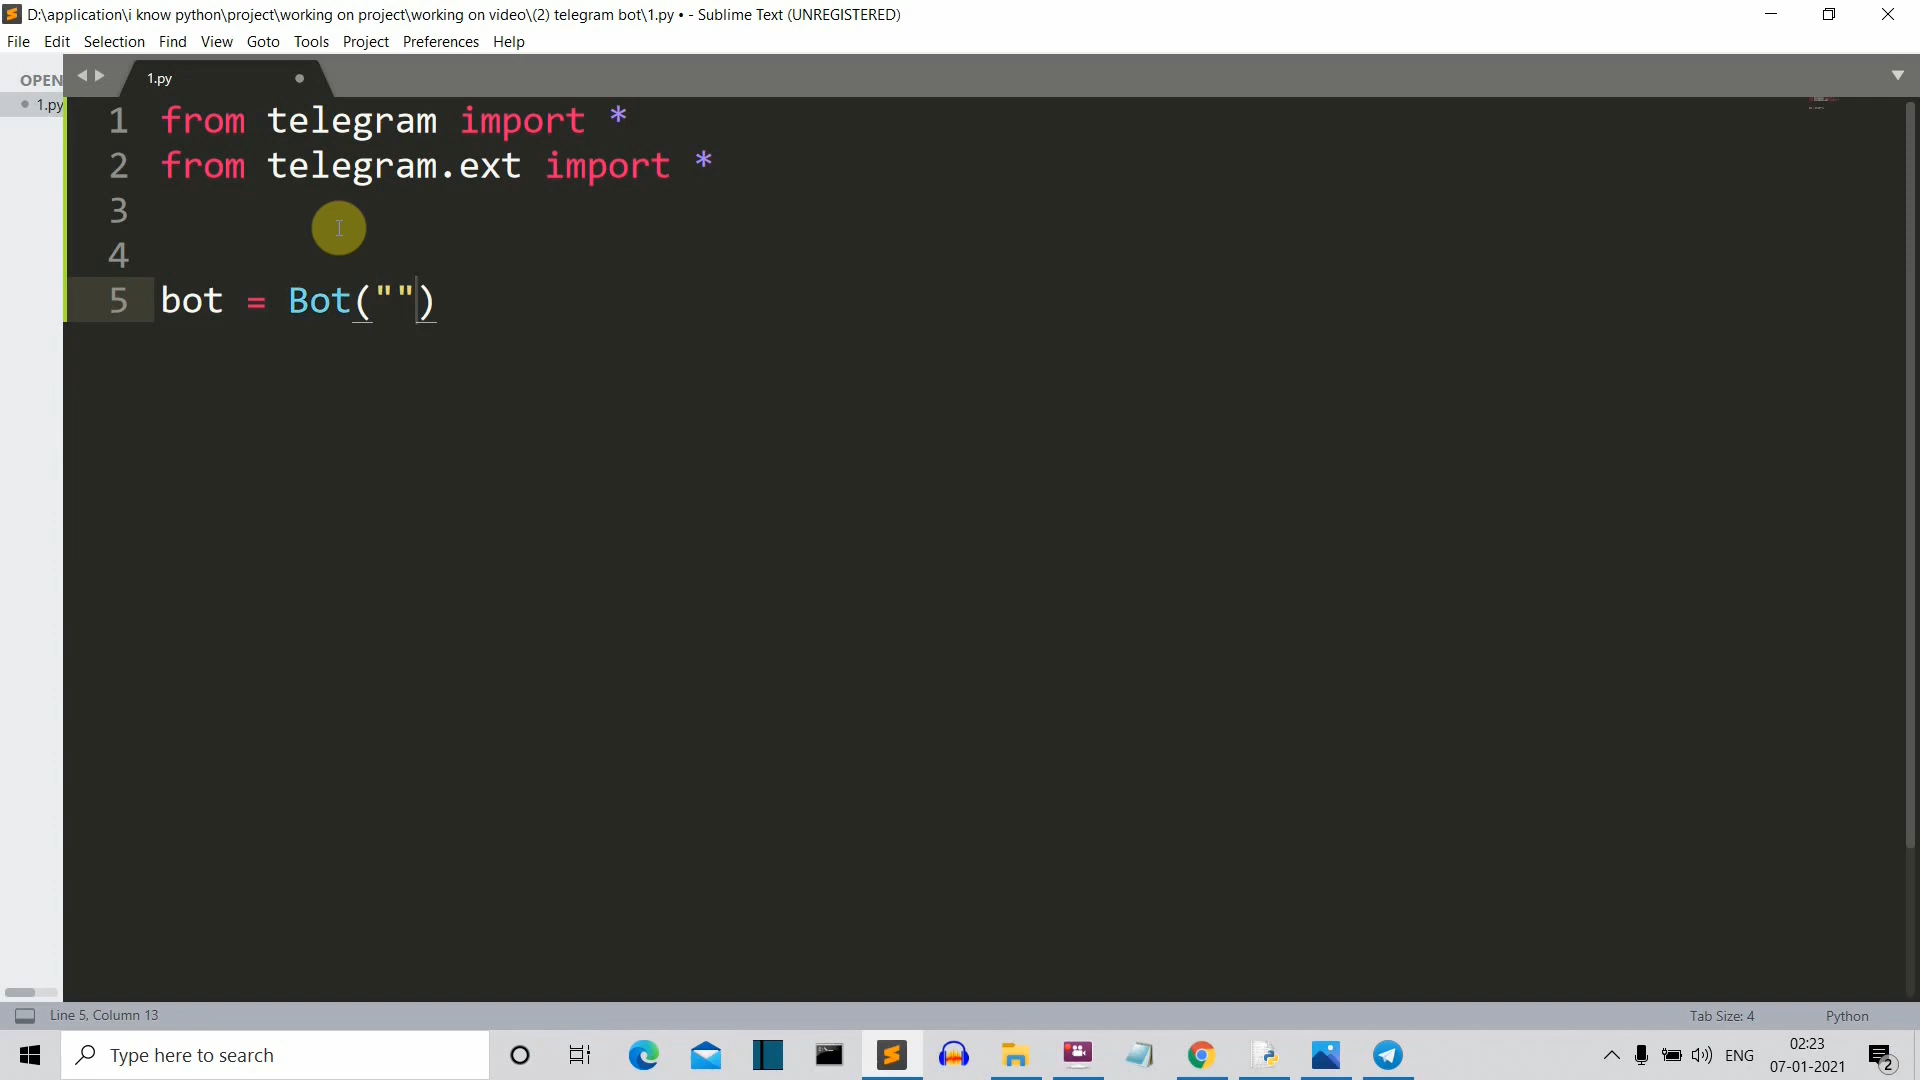 D:\application\i know python\project\working on project\working on video\(2) telegram bot\1.py • - Sublime Text (UNREGISTERED)
File Edit Selection Find View Goto Tools Project Preferences Help
OPEN
1.py
1.py
1 from telegram import *
2 from telegram.ext import *
3
4
5 bot = Bot("")
Line 5, Column 13
Tab Size: 4
Python
Type here to search
ENG
02:23
07-01-2021
2